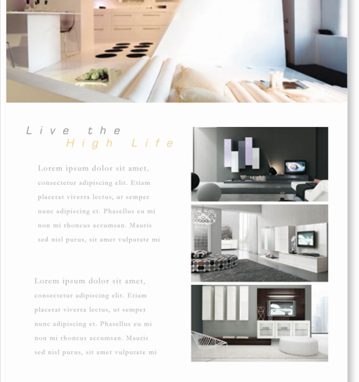 Live the
High Life
Lorem ipsum dolor sit amet,
consectetur adipiscing elit. Etiam
placerat viverra lectus, ut semper
nunc adipiscing et. Phasellus eu mi
non mi rhoncus accumsan. Mauris
sed nisl purus, sit amet vulputate mi
Lorem ipsum dolor sit amet,
consectetur adipiscing elit. Etiam
placerat viverra lectus, ut semper
nunc adipiscing et. Phasellus eu mi
non mi rhoncus accumsan. Mauris
sed nisl purus, sit amet vulputate mi